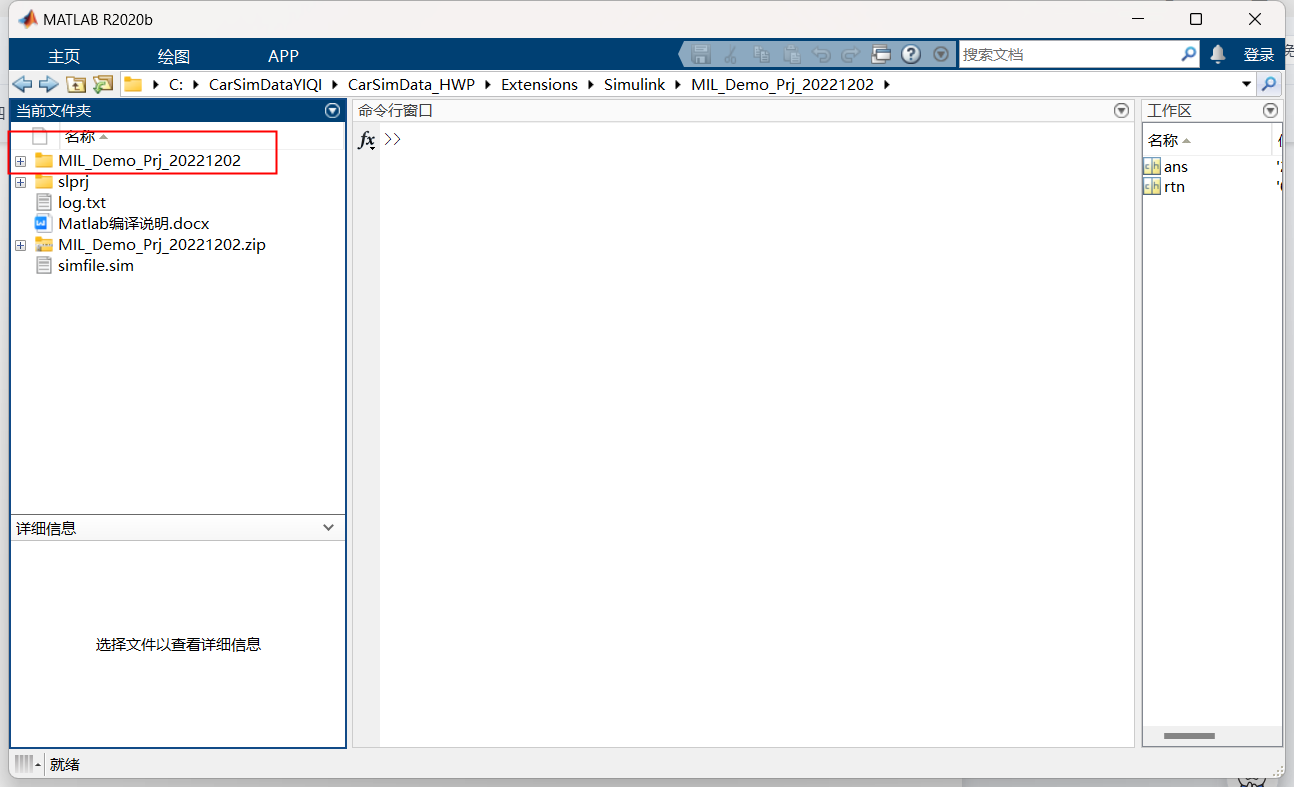 MATLAB R2020b
主页 绘图 APP 搜索文档 登录
C: CarSimDataYIQI CarSimData_HWP Extensions Simulink MIL_Demo_Prj_20221202
当前文件夹
名称
MIL_Demo_Prj_20221202
slprj
log.txt
Matlab编译说明.docx
MIL_Demo_Prj_20221202.zip
simfile.sim
详细信息
选择文件以查看详细信息
命令行窗口
fx >>
工作区
名称
ans
rtn
就绪